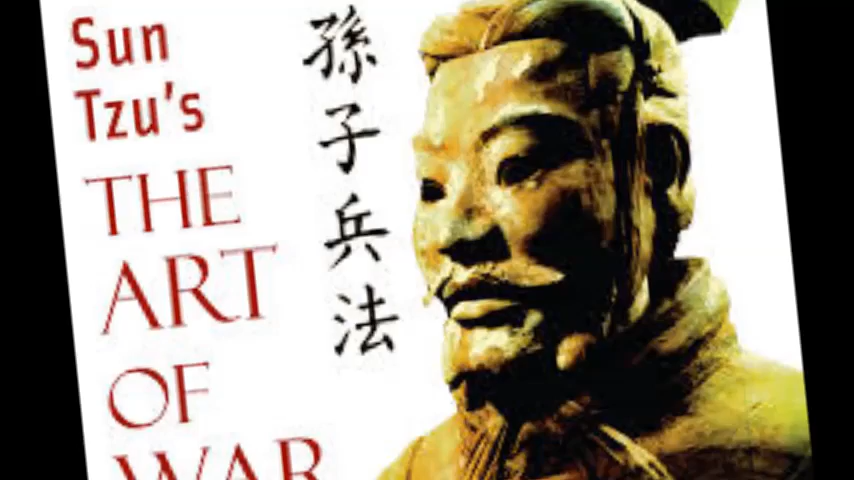 Sun
Tzu's
THE
ART
OF
WAR
孫子兵法